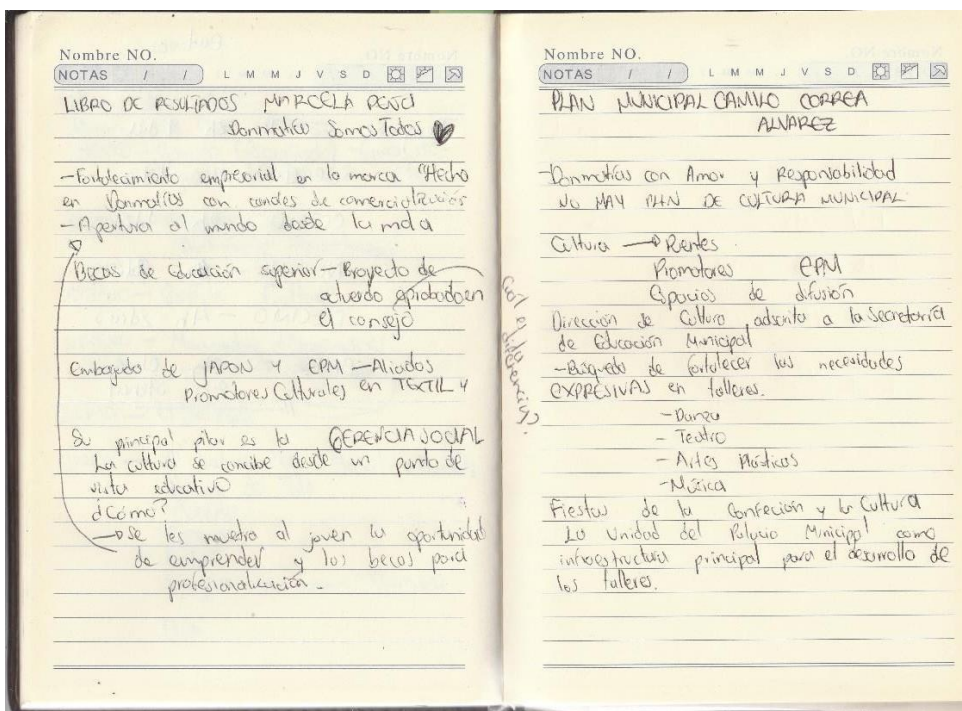 Nombre NO.
NOTAS / / L M M J V S D
LIBRO DE RESULTADOS MARCELA
Donmatías Somos Todos
-Fortalecimiento empresarial en la marca "Hecho
en Donmatías con canales de comercialización
-Apertura al mundo desde la moda
Becas de educación superior - Proyecto de
acuerdo aprobado en
el consejo
Embajada de JAPON Y EPM - Aliados
Promotores Culturales en TEXTIL Y
Su principal pilar es la GERENCIA SOCIAL
La cultura se concibe desde un punto de
vista educativo
¿Cómo?
→ Se les muestra al joven la oportunidad
de emprender y las becas para
profesionalización -
Cuál es la
diferencia?
Nombre NO.
NOTAS / / L M M J V S D
PLAN MUNICIPAL CAMILO CORREA
ALVAREZ
-Donmatías con Amor y Responsabilidad
NO HAY PLAN DE CULTURA MUNICIPAL
Cultura →
Promotores EPM
Espacios de difusión
Dirección de Cultura adscrita a la Secretaría
de Educación Municipal
-Búsqueda de fortalecer las necesidades
EXPRESIVAS en talleres.
- Danza
- Teatro
- Artes Plásticas
- Música
Fiestas de la Confección y la Cultura
La Unidad del Palacio Municipal como
infraestructura principal para el desarrollo de
los talleres.